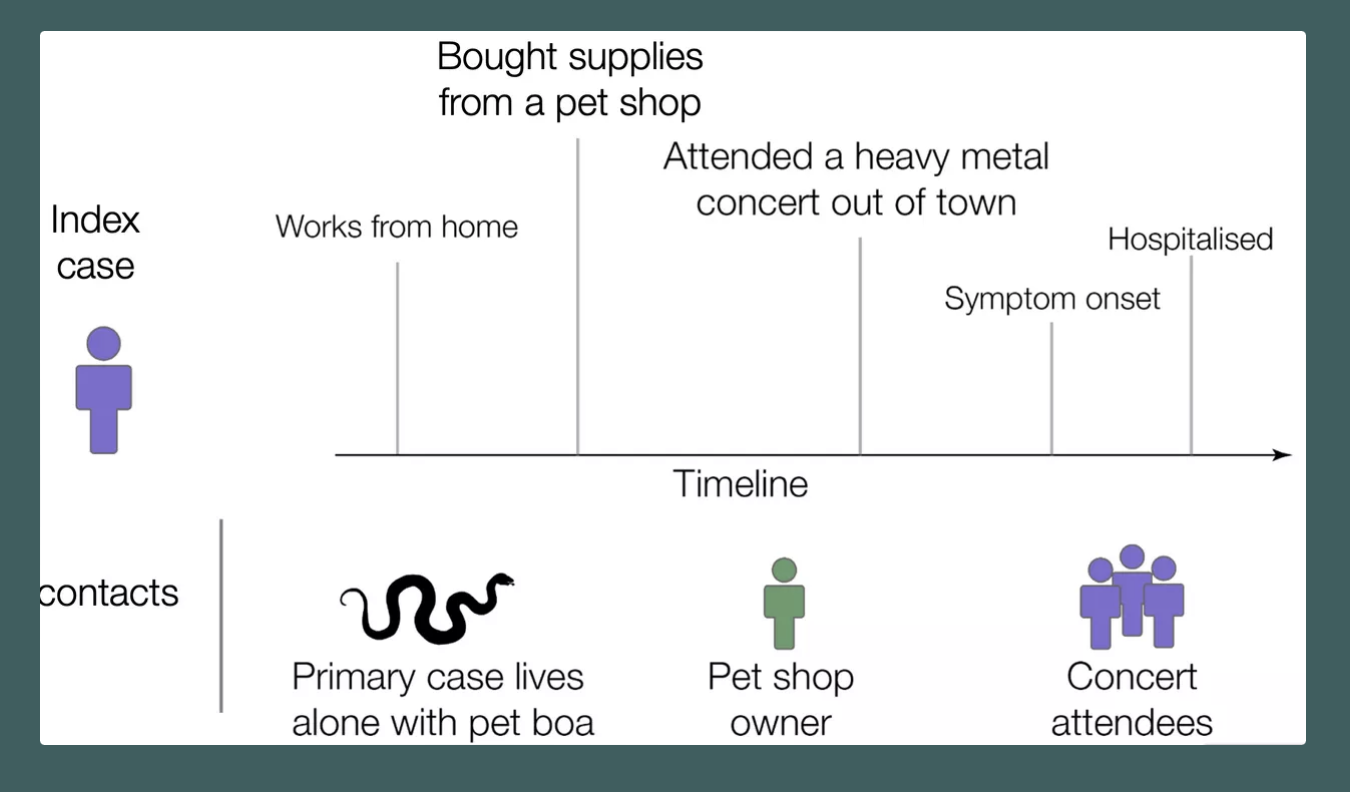 Bought supplies
from a pet shop
Attended a heavy metal
concert out of town
Index
case
Works from home
Hospitalised
Symptom onset
Timeline
contacts
Primary case lives
alone with pet boa
Pet shop
owner
Concert
attendees